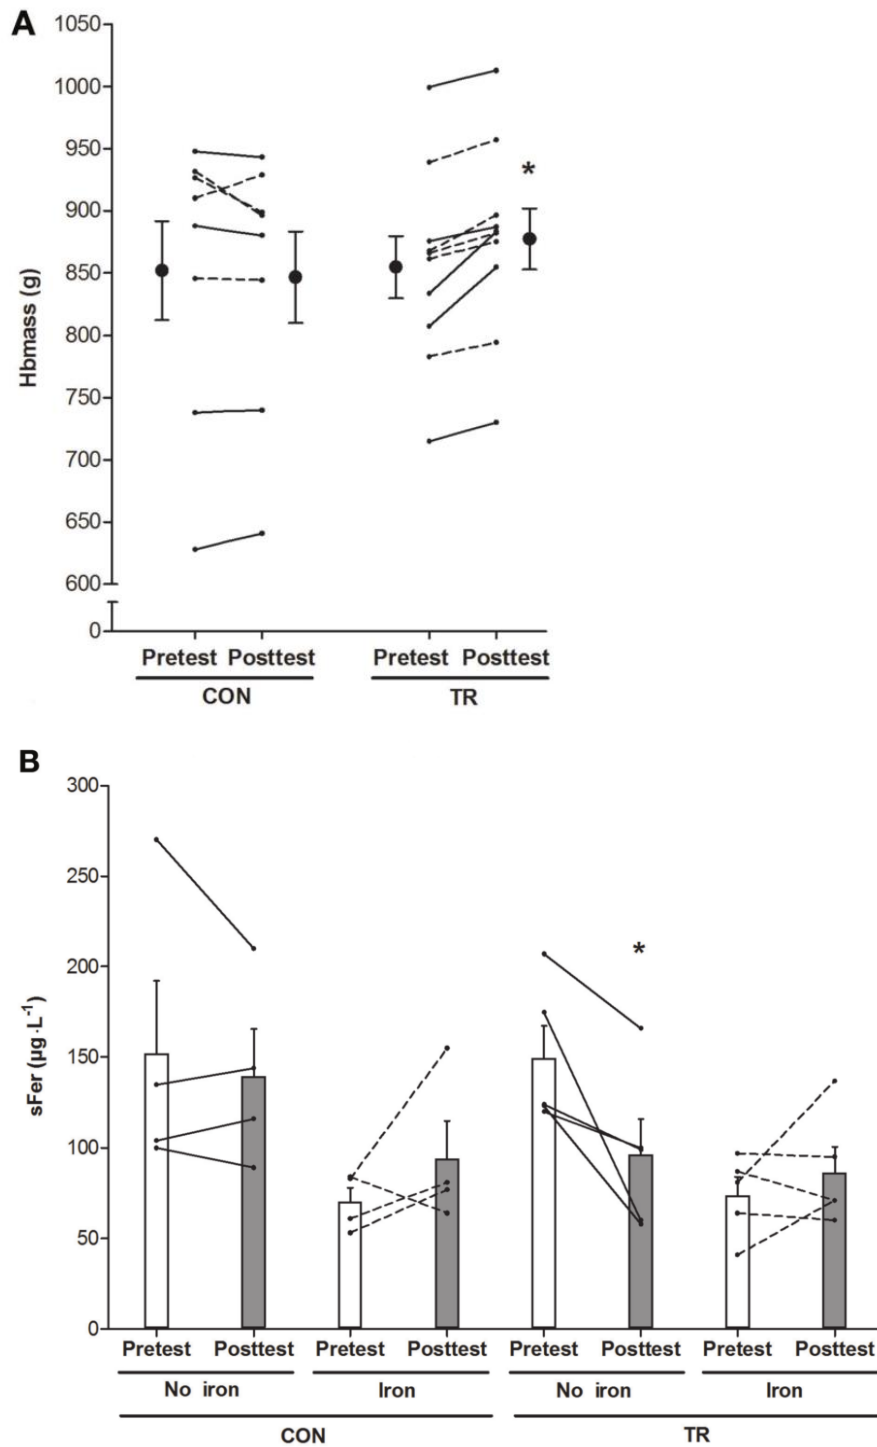 A
1050
1000
950
900
850
800
750
700
650
600
0
Hbmass (g)
*
Pretest Posttest Pretest Posttest
CON TR
B
300
250
200
150
100
50
0
sFer (µg·L⁻¹)
*
Pretest Posttest Pretest Posttest Pretest Posttest Pretest Posttest
No iron Iron No iron Iron
CON TR